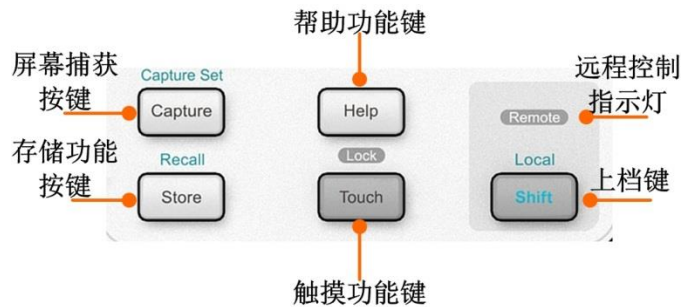 帮助功能键
屏幕捕获
按键
Capture Set
Capture
Help
远程控制
指示灯
Remote
存储功能
按键
Recall
Store
Lock
Touch
Local
Shift
上档键
触摸功能键